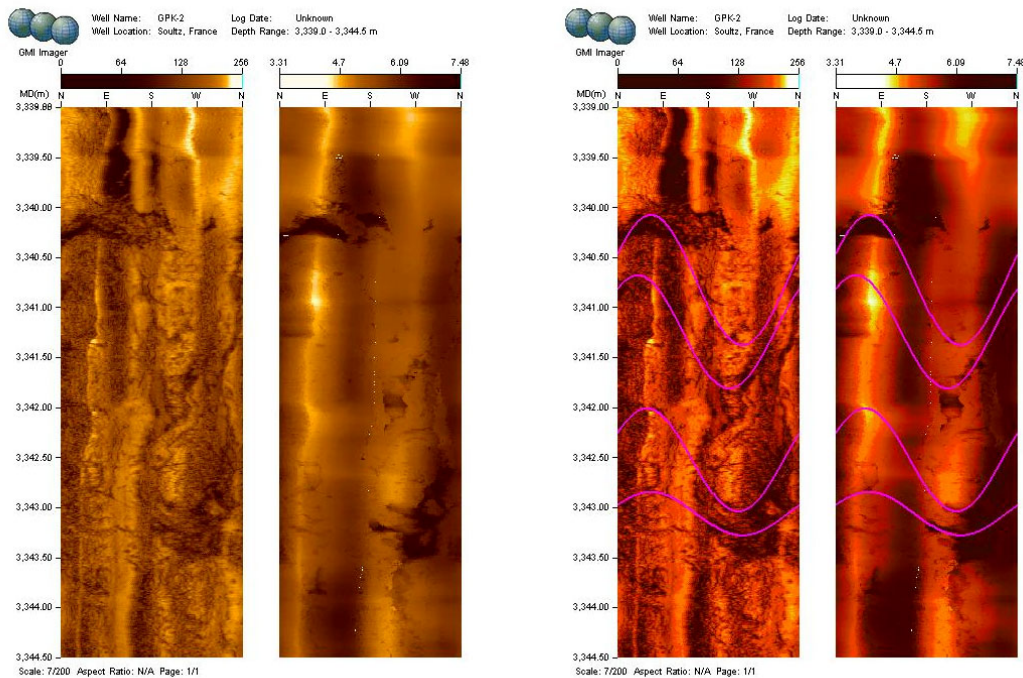 Well Name: GPK-2 Log Date: Unknown
Well Location: Soultz, France Depth Range: 3,339.0 - 3,344.5 m
GMI Imager
0 64 128 256
3.31 4.7 6.09 7.48
MD(m) N E S W N
N E S W N
3,339.00
3,339.50
3,340.00
3,340.50
3,341.00
3,341.50
3,342.00
3,342.50
3,343.00
3,343.50
3,344.00
3,344.50
Scale: 7/200 Aspect Ratio: N/A Page: 1/1
Well Name: GPK-2 Log Date: Unknown
Well Location: Soultz, France Depth Range: 3,339.0 - 3,344.5 m
GMI Imager
0 64 128 256
3.31 4.7 6.09 7.48
MD(m) N E S W N
N E S W N
3,339.00
3,339.50
3,340.00
3,340.50
3,341.00
3,341.50
3,342.00
3,342.50
3,343.00
3,343.50
3,344.00
3,344.50
Scale: 7/200 Aspect Ratio: N/A Page: 1/1